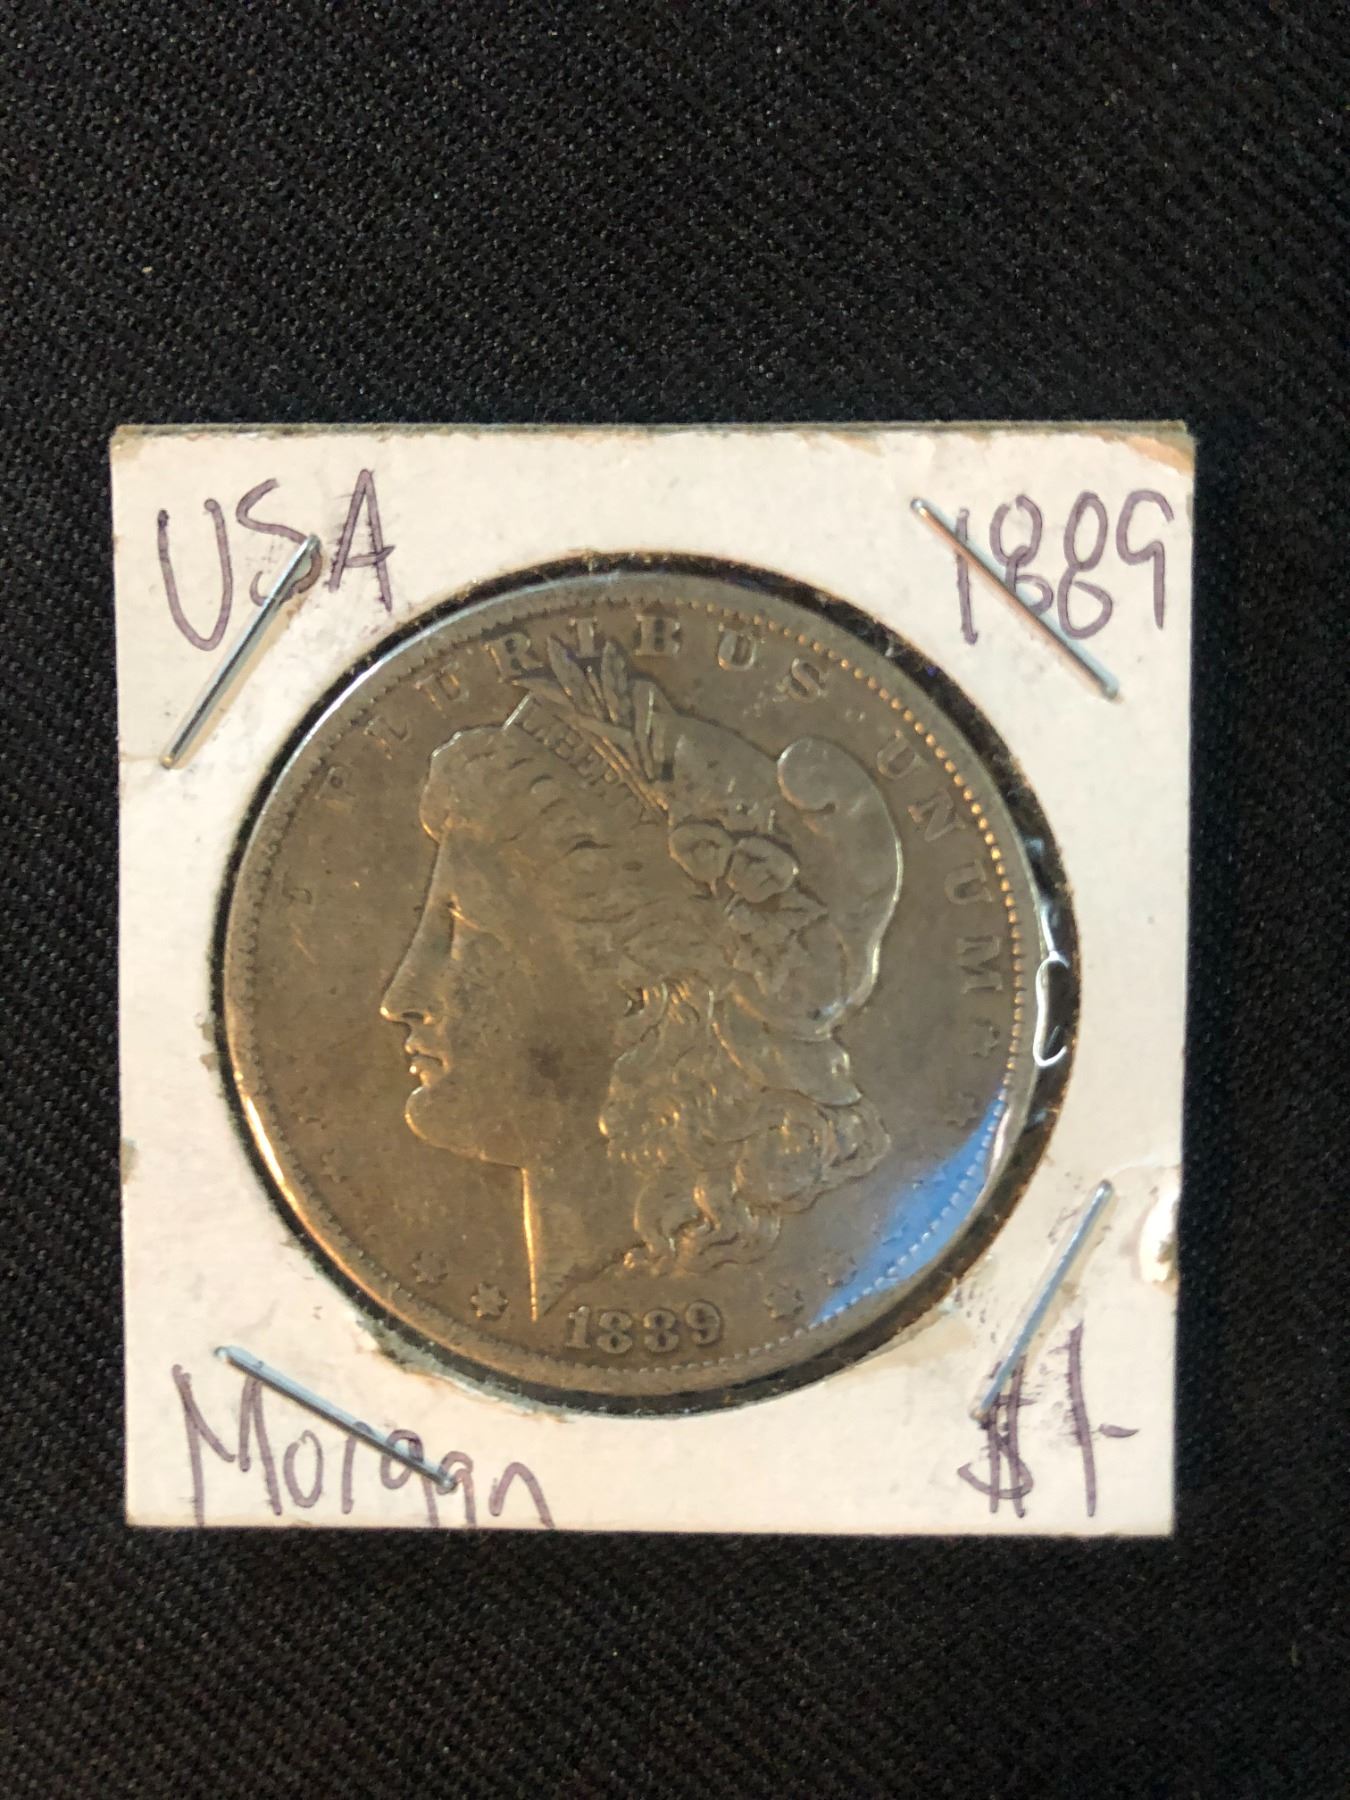 USA 1889
PLURIBUS UNUM
LIBERTY
1889
Morgan $1.-